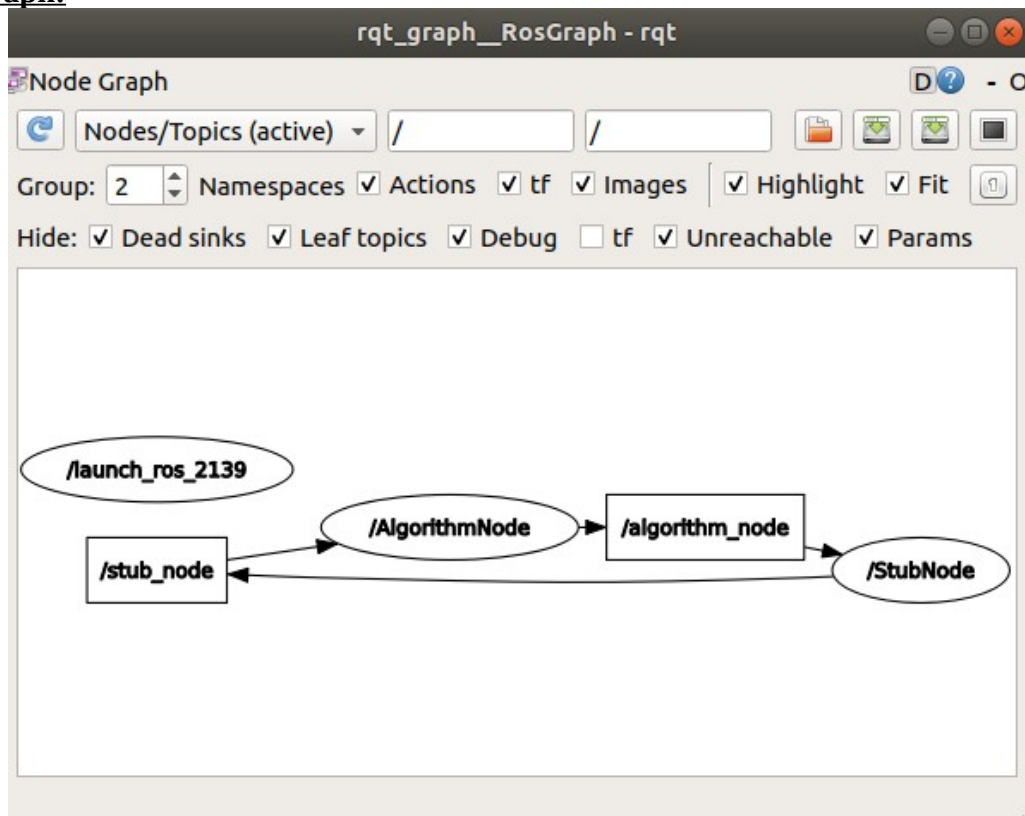 rqt_graph__RosGraph - rqt
Node Graph D ? - O
Nodes/Topics (active) / /
Group: 2 Namespaces Actions tf Images Highlight Fit
Hide: Dead sinks Leaf topics Debug tf Unreachable Params
/launch_ros_2139
/AlgorithmNode /algorithm_node
/stub_node /StubNode